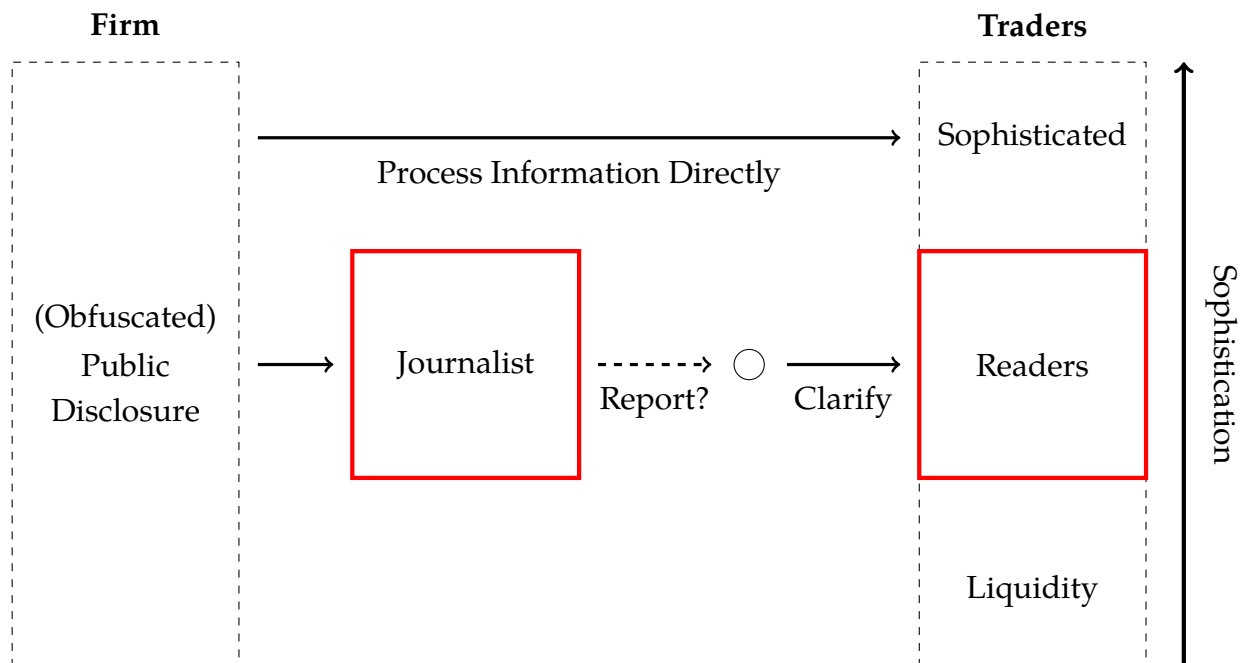 Firm
Traders
Sophisticated
Process Information Directly
(Obfuscated)
Public
Disclosure
Journalist
Report?
Clarify
Readers
Sophistication
Liquidity